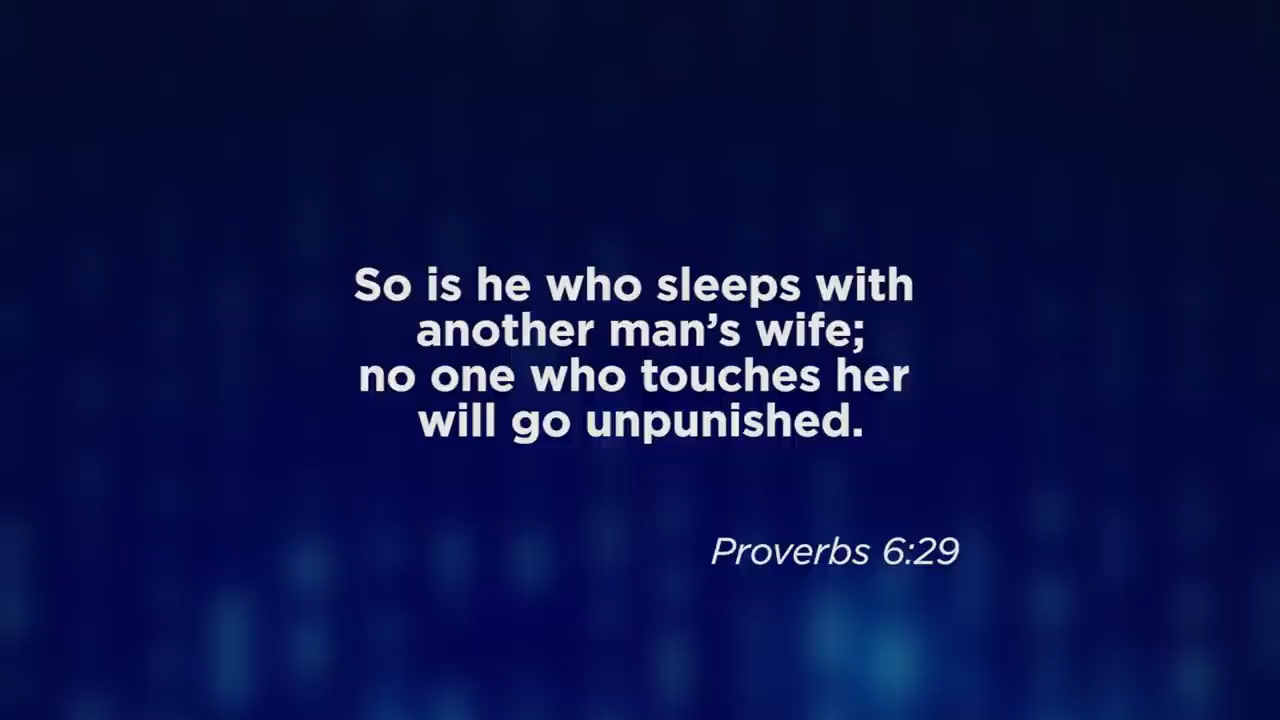 So is he who sleeps with
another man’s wife;
no one who touches her
will go unpunished.
Proverbs 6:29